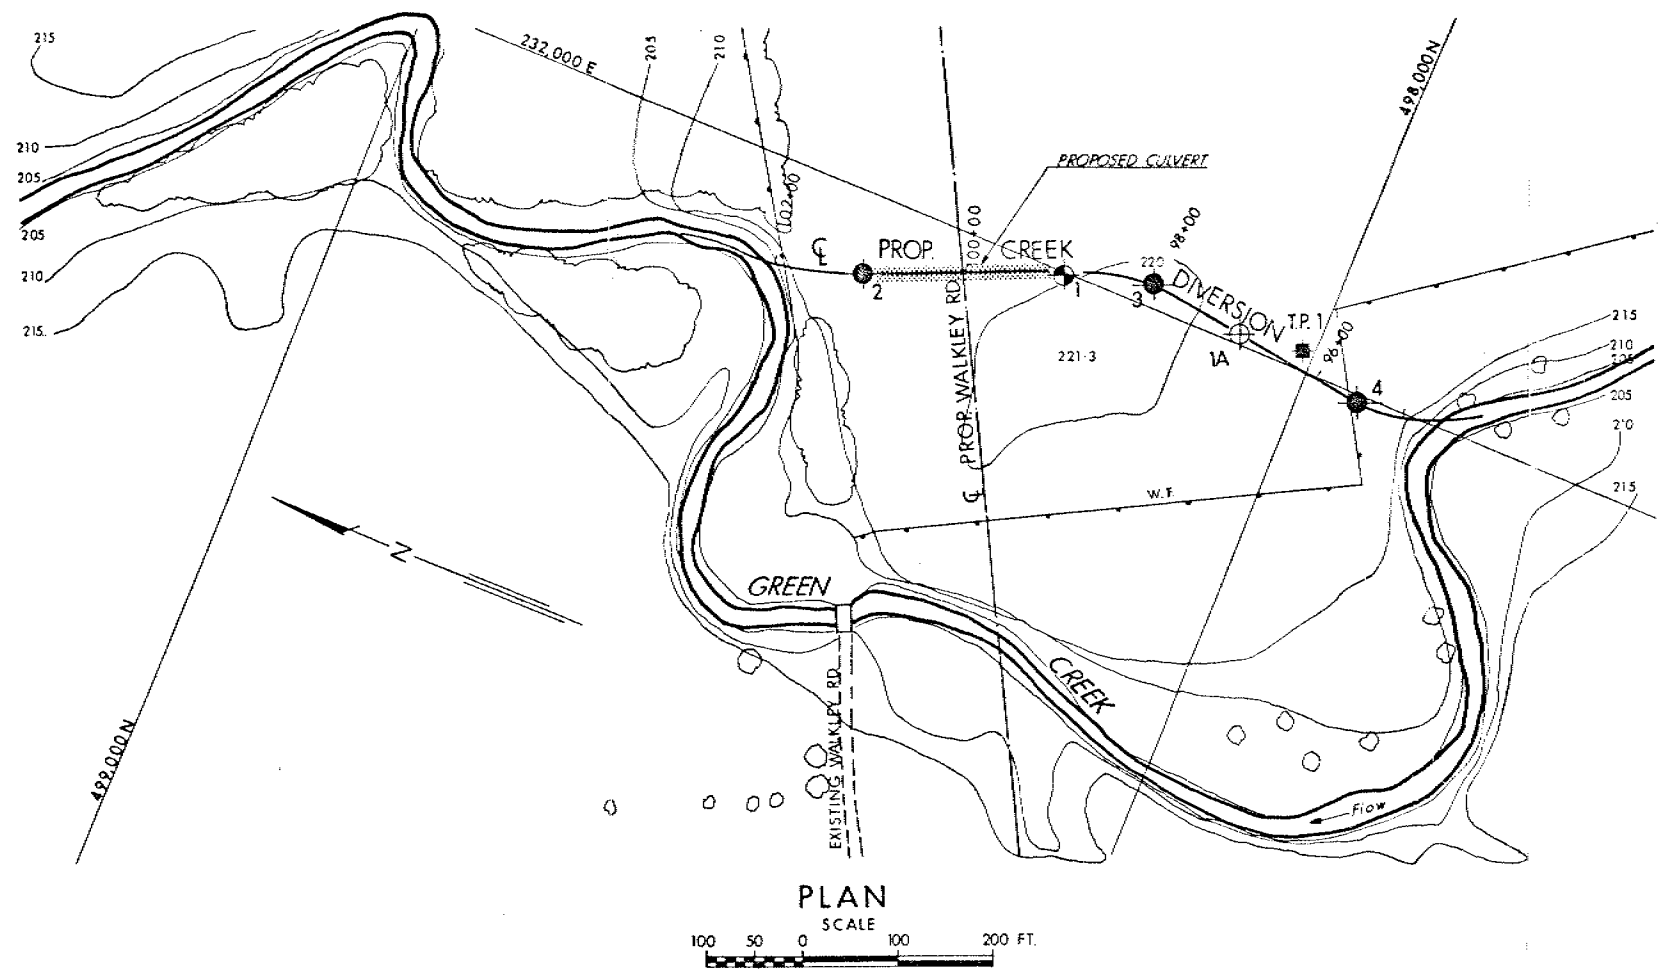 215
232,000 E
205
210
498,000 N
210
205
205
210
215.
102+00
100+00
98+00
96+00
PROPOSED CULVERT
℄ PROP. CREEK DIVERSION
220
2
1
3
1A
T.P. 1
4
221·3
℄ PROP. WALKLEY RD.
W.F.
215
210
205
205
210
215
N
GREEN
CREEK
EXISTING WALKLEY RD.
499,000 N
Flow
PLAN
SCALE
100 50 0 100 200 FT.